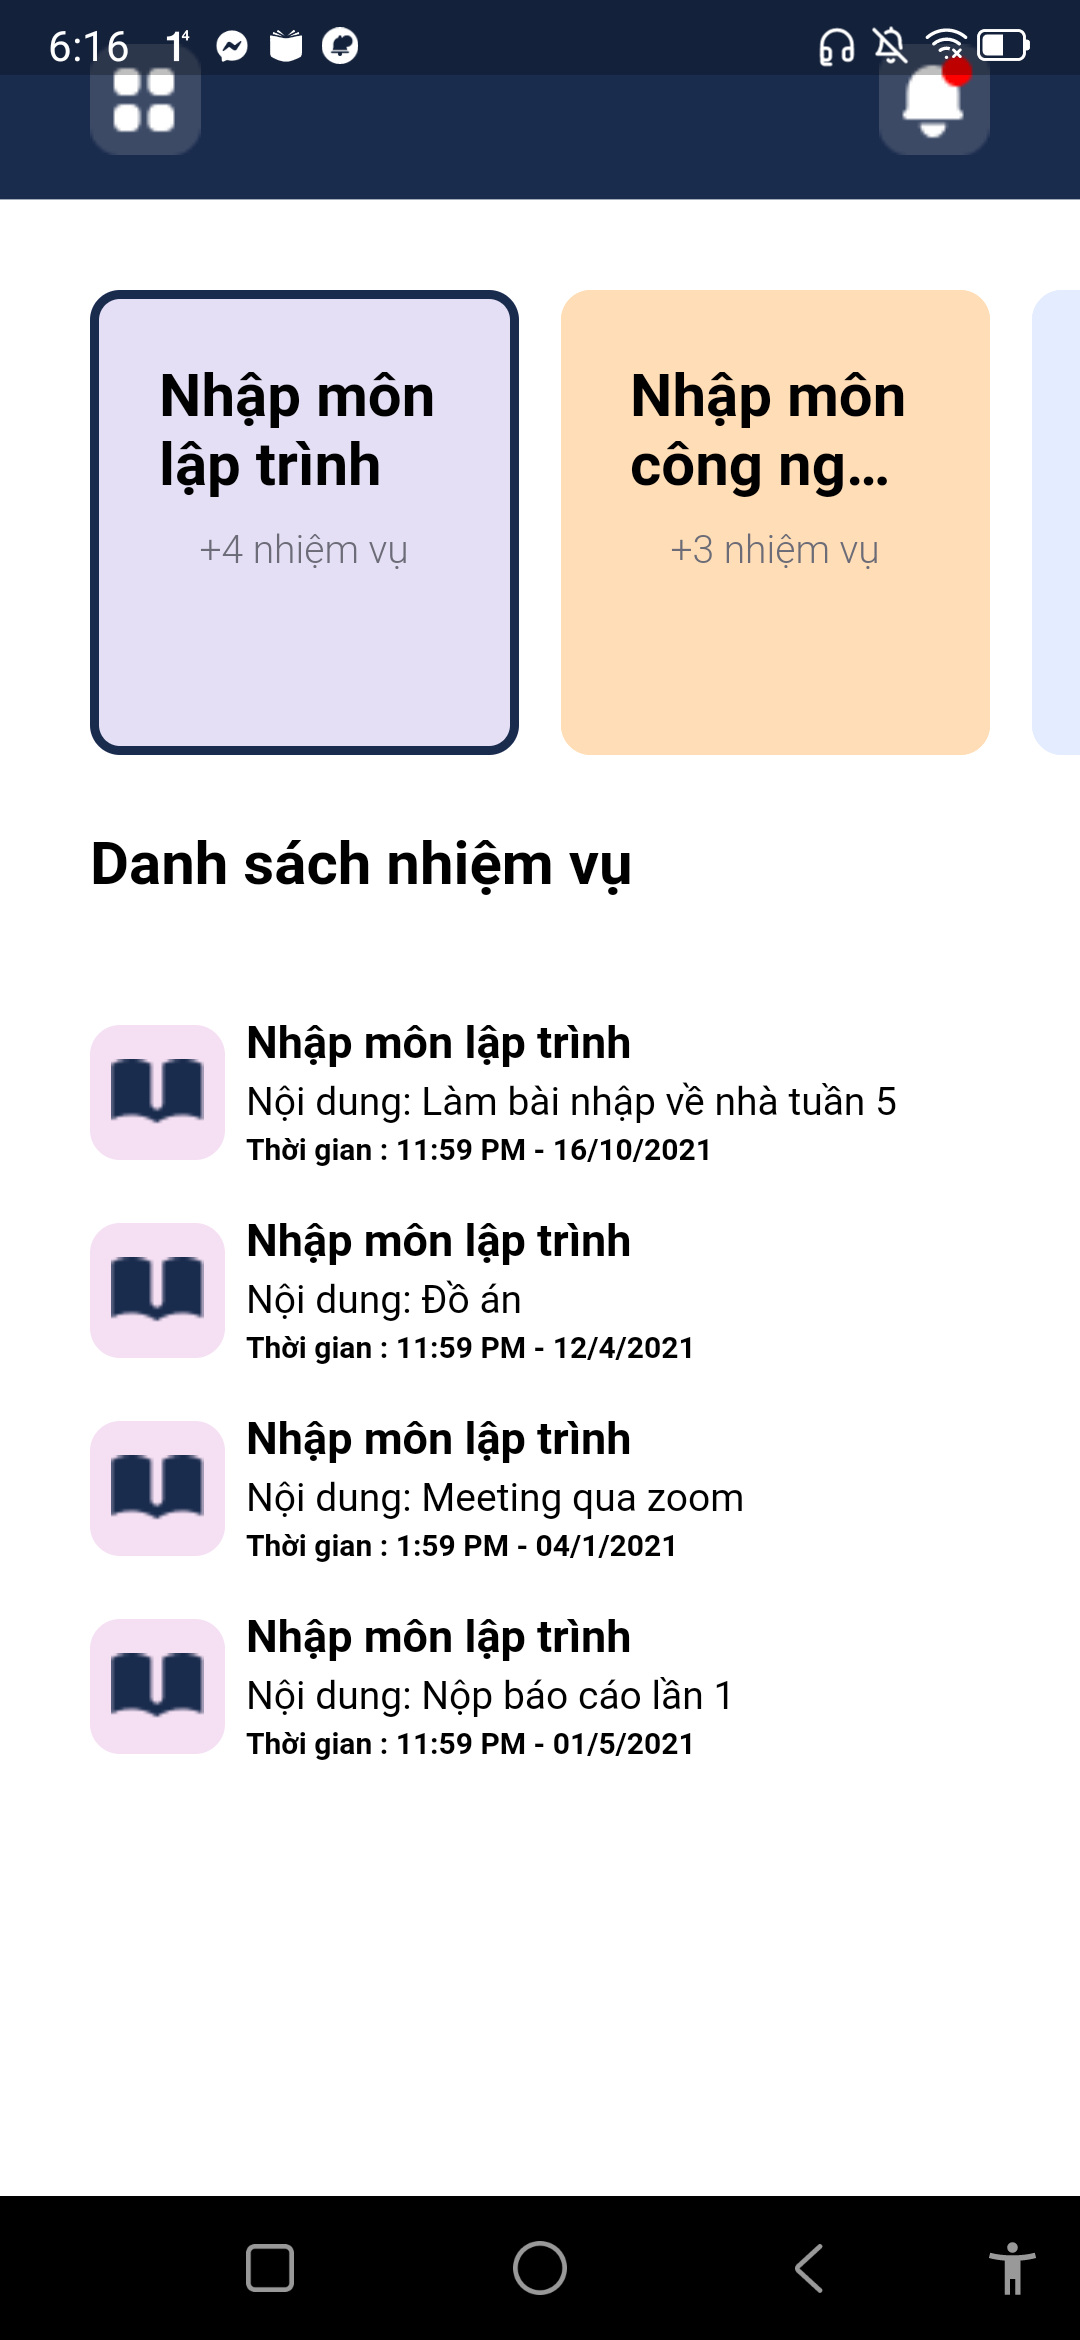 6:16
1⁴
Nhập môn
lập trình
+4 nhiệm vụ
Nhập môn
công ng...
+3 nhiệm vụ
Danh sách nhiệm vụ
Nhập môn lập trình
Nội dung: Làm bài nhập về nhà tuần 5
Thời gian : 11:59 PM - 16/10/2021
Nhập môn lập trình
Nội dung: Đồ án
Thời gian : 11:59 PM - 12/4/2021
Nhập môn lập trình
Nội dung: Meeting qua zoom
Thời gian : 1:59 PM - 04/1/2021
Nhập môn lập trình
Nội dung: Nộp báo cáo lần 1
Thời gian : 11:59 PM - 01/5/2021